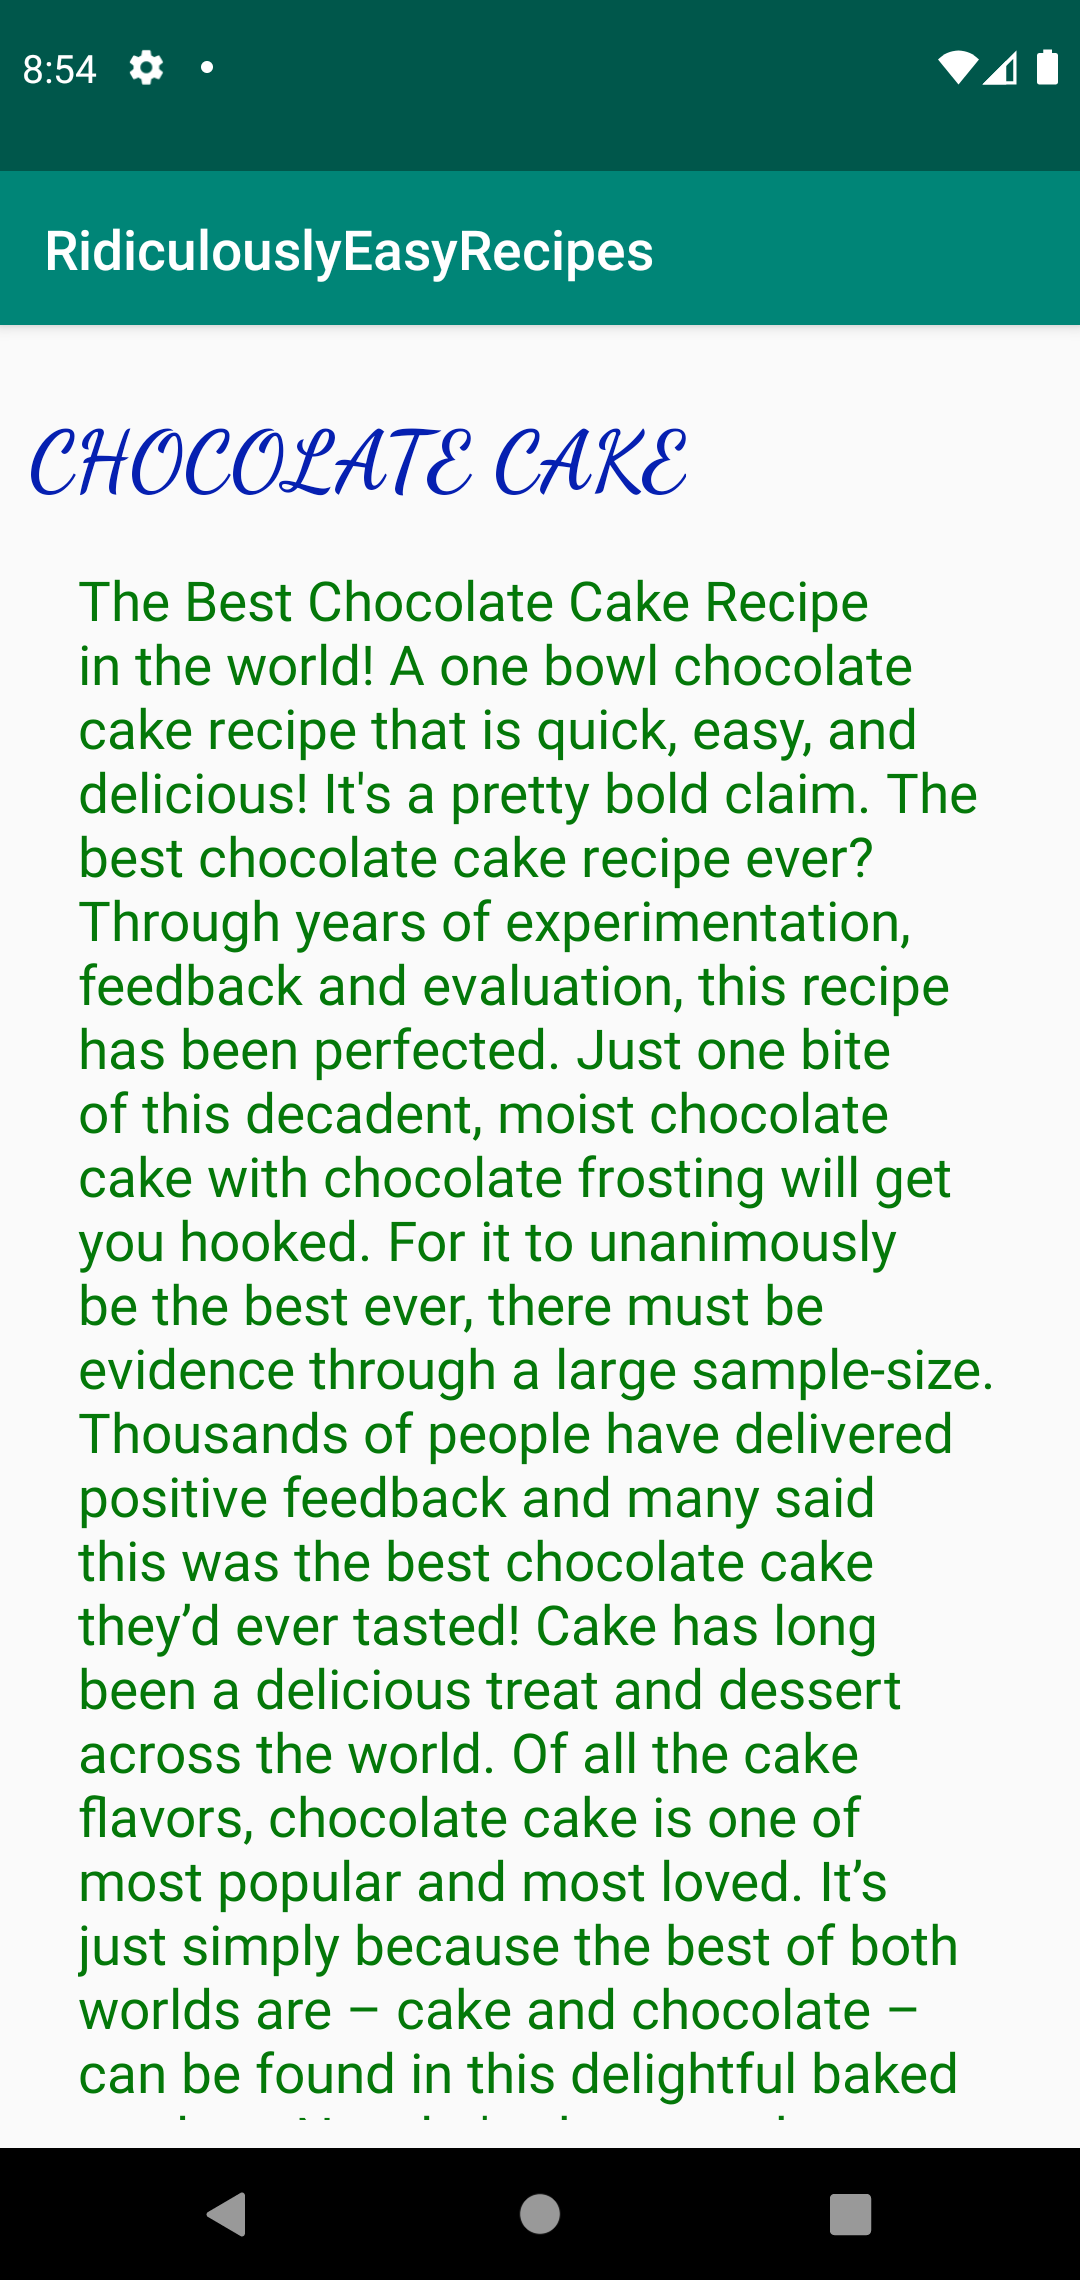 8:54
RidiculouslyEasyRecipes
CHOCOLATE CAKE
The Best Chocolate Cake Recipe
in the world! A one bowl chocolate
cake recipe that is quick, easy, and
delicious! It's a pretty bold claim. The
best chocolate cake recipe ever?
Through years of experimentation,
feedback and evaluation, this recipe
has been perfected. Just one bite
of this decadent, moist chocolate
cake with chocolate frosting will get
you hooked. For it to unanimously
be the best ever, there must be
evidence through a large sample-size.
Thousands of people have delivered
positive feedback and many said
this was the best chocolate cake
they’d ever tasted! Cake has long
been a delicious treat and dessert
across the world. Of all the cake
flavors, chocolate cake is one of
most popular and most loved. It’s
just simply because the best of both
worlds are – cake and chocolate –
can be found in this delightful baked